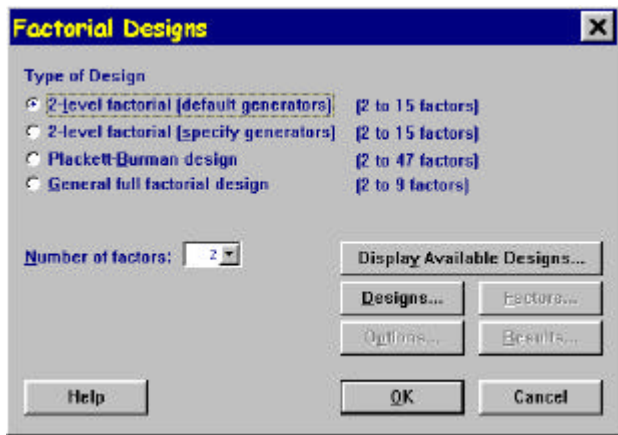 Factorial Designs
Type of Design
2-level factorial (default generators) (2 to 15 factors)
2-level factorial (specify generators) (2 to 15 factors)
Plackett-Burman design (2 to 47 factors)
General full factorial design (2 to 9 factors)
Number of factors: 2
Display Available Designs...
Designs... Factors...
Options... Results...
Help OK Cancel